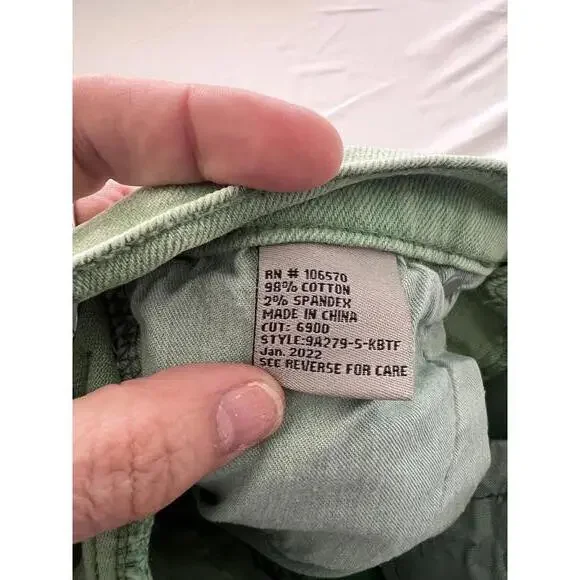 RN # 106570
98% COTTON
2% SPANDEX
MADE IN CHINA
CUT: 6900
STYLE:9A279-5-KBTF
Jan. 2022
SEE REVERSE FOR CARE